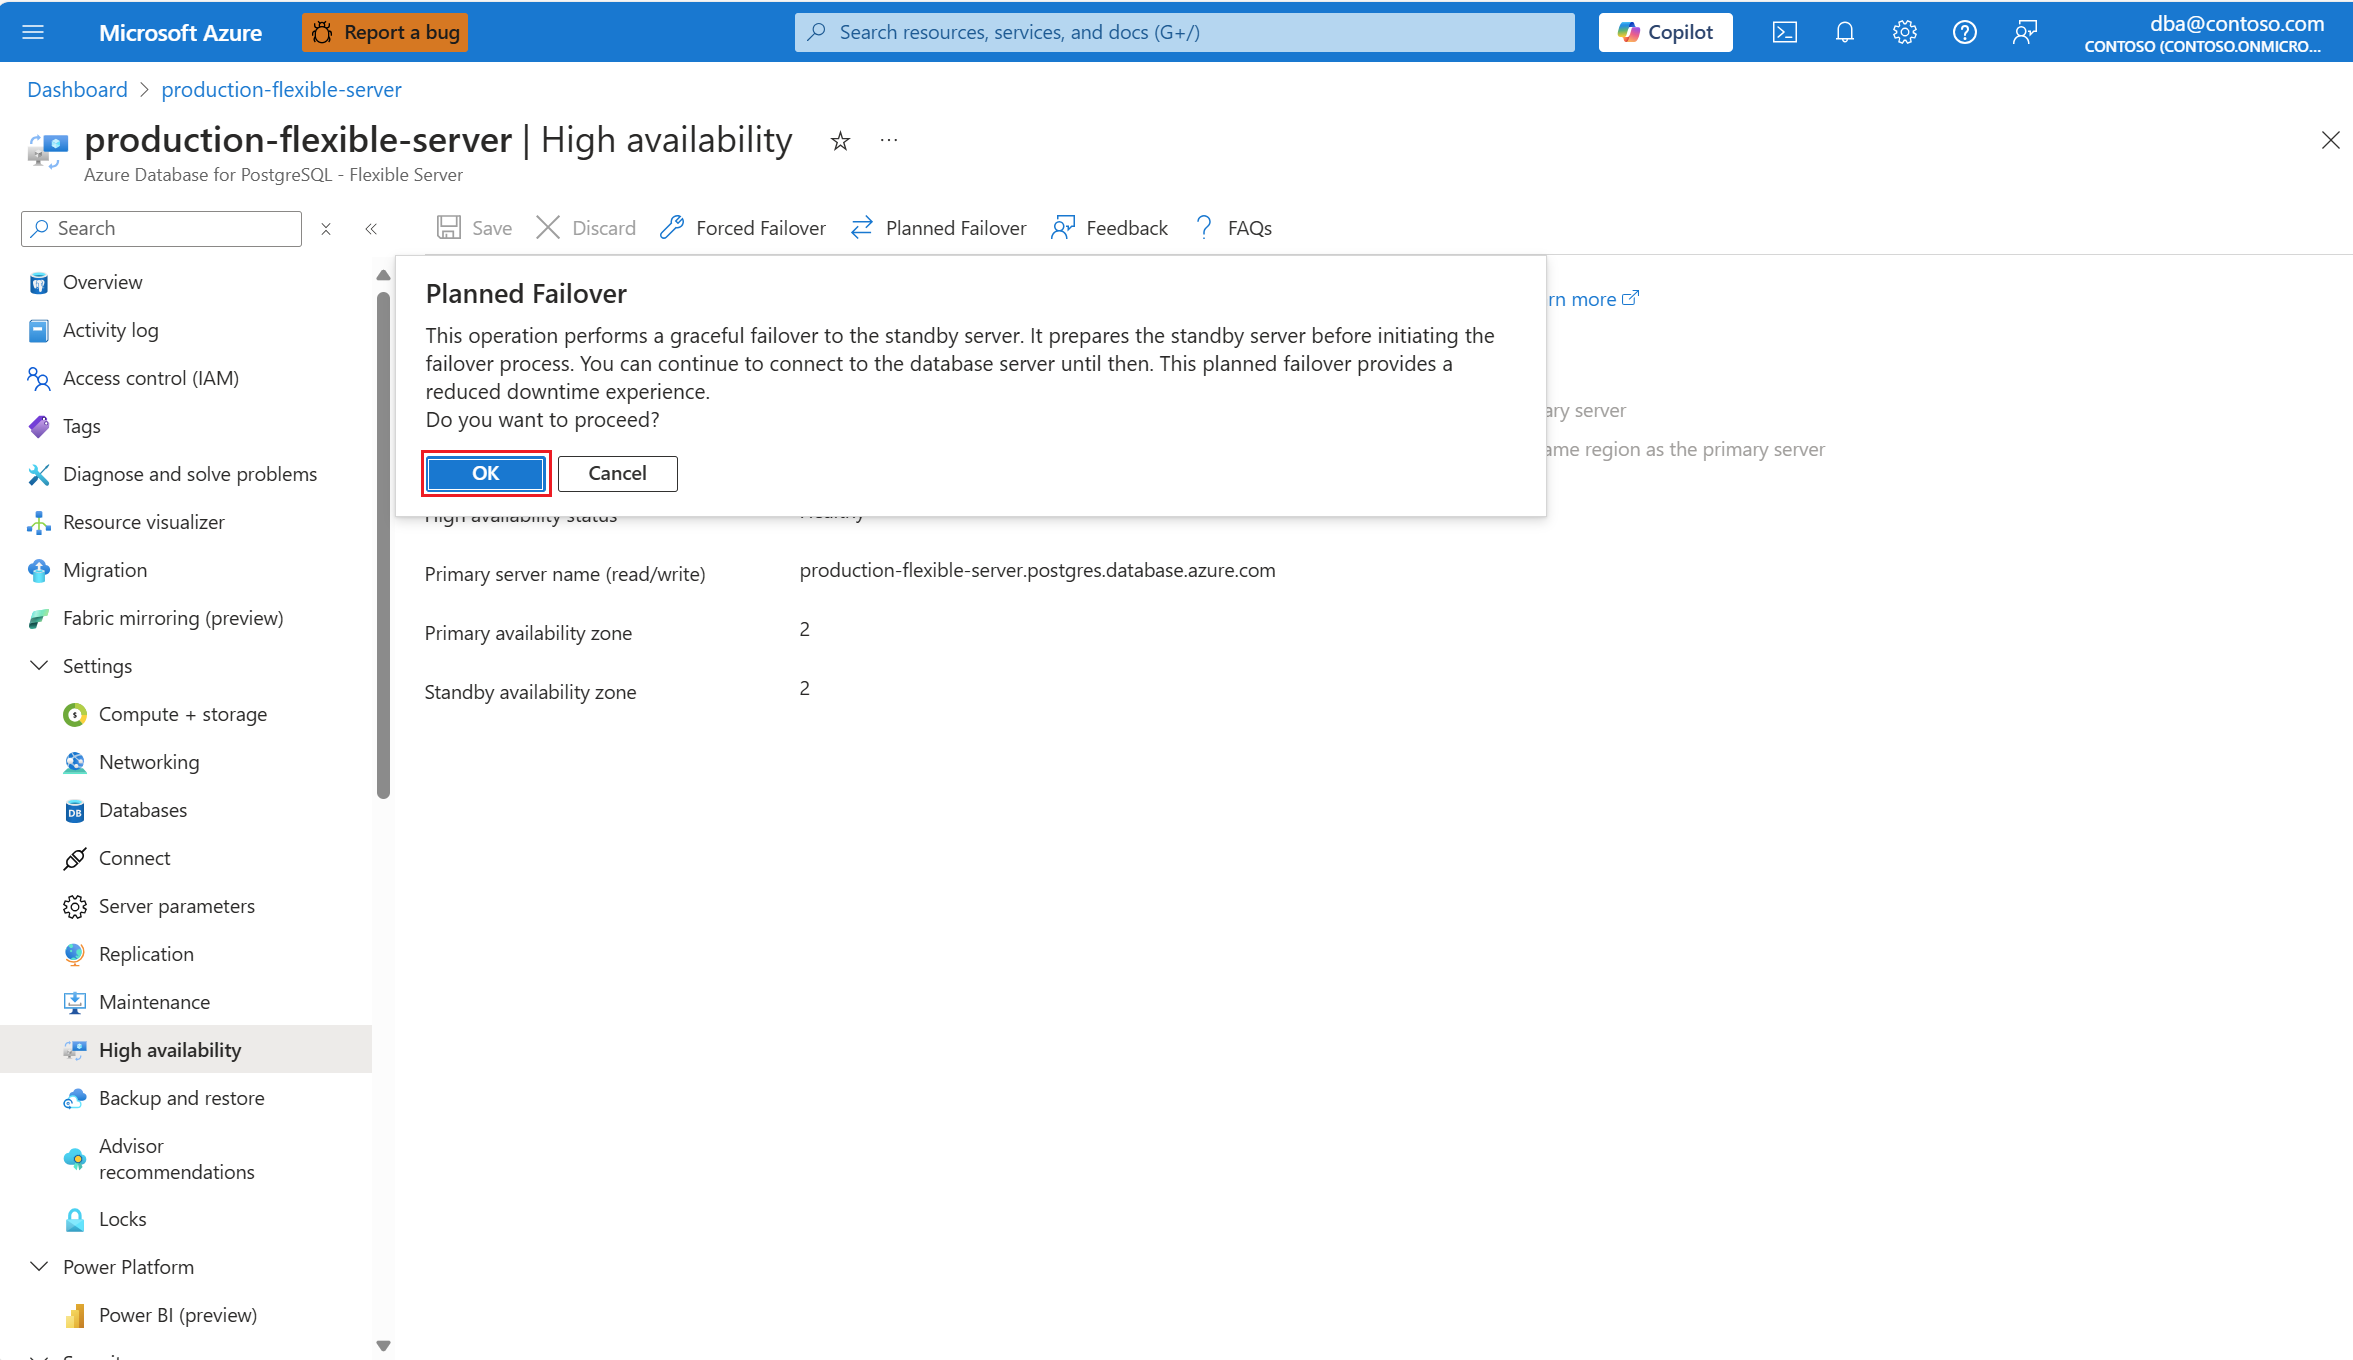 Microsoft Azure
Report a bug
Search resources, services, and docs (G+/)
Copilot
dba@contoso.com
CONTOSO (CONTOSO.ONMICRO...
Dashboard > production-flexible-server
production-flexible-server | High availability
Azure Database for PostgreSQL - Flexible Server
Search
Save
Discard
Forced Failover
Planned Failover
Feedback
FAQs
Overview
Activity log
Access control (IAM)
Tags
Diagnose and solve problems
Resource visualizer
Migration
Fabric mirroring (preview)
Settings
Compute + storage
Networking
Databases
Connect
Server parameters
Replication
Maintenance
High availability
Backup and restore
Advisor
recommendations
Locks
Power Platform
Power BI (preview)
Planned Failover
This operation performs a graceful failover to the standby server. It prepares the standby server before initiating the
failover process. You can continue to connect to the database server until then. This planned failover provides a
reduced downtime experience.
Do you want to proceed?
OK
Cancel
rn more
ary server
ame region as the primary server
High availability status
Healthy
Primary server name (read/write)
production-flexible-server.postgres.database.azure.com
Primary availability zone
2
Standby availability zone
2